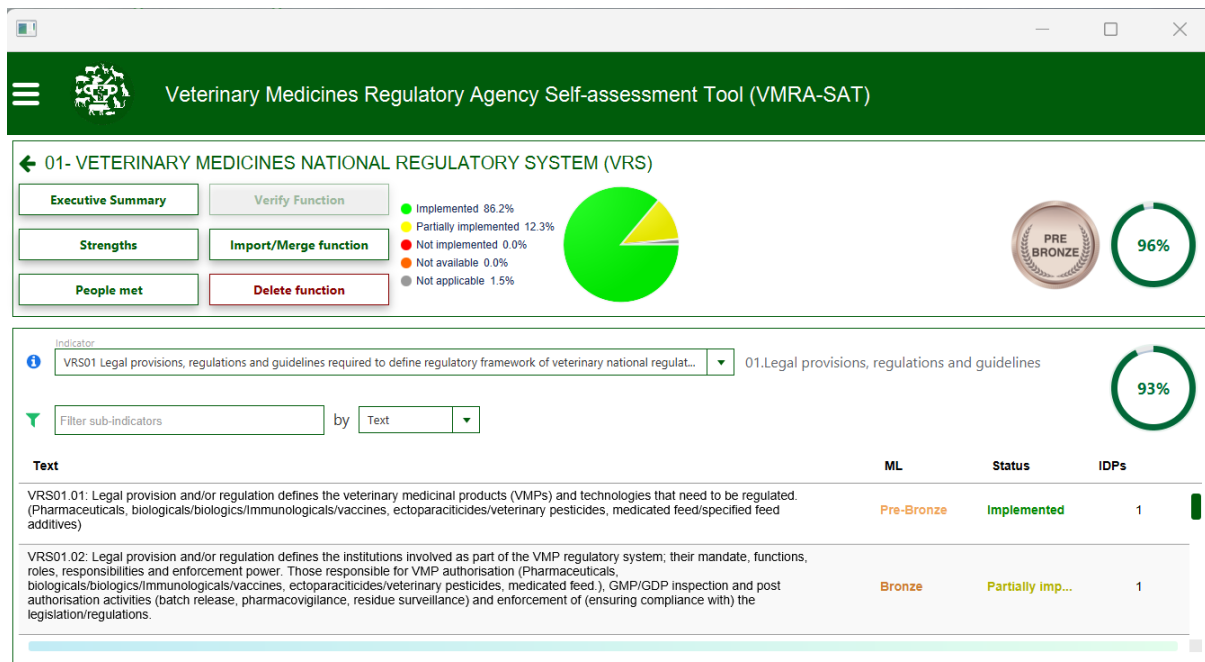 Veterinary Medicines Regulatory Agency Self-assessment Tool (VMRA-SAT)
01- VETERINARY MEDICINES NATIONAL REGULATORY SYSTEM (VRS)
Executive Summary
Verify Function
Strengths
Import/Merge function
People met
Delete function
Implemented 86.2%
Partially implemented 12.3%
Not implemented 0.0%
Not available 0.0%
Not applicable 1.5%
PRE
BRONZE
96%
Indicator
VRS01 Legal provisions, regulations and guidelines required to define regulatory framework of veterinary national regulat...
01.Legal provisions, regulations and guidelines
93%
Filter sub-indicators
by
Text
Text ML Status IDPs
VRS01.01: Legal provision and/or regulation defines the veterinary medicinal products (VMPs) and technologies that need to be regulated.
(Pharmaceuticals, biologicals/biologics/Immunologicals/vaccines, ectoparaciticides/veterinary pesticides, medicated feed/specified feed
additives)
Pre-Bronze Implemented 1
VRS01.02: Legal provision and/or regulation defines the institutions involved as part of the VMP regulatory system; their mandate, functions,
roles, responsibilities and enforcement power. Those responsible for VMP authorisation (Pharmaceuticals,
biologicals/biologics/Immunologicals/vaccines, ectoparaciticides/veterinary pesticides, medicated feed.), GMP/GDP inspection and post
authorisation activities (batch release, pharmacovigilance, residue surveillance) and enforcement of (ensuring compliance with) the
legislation/regulations.
Bronze Partially imp... 1